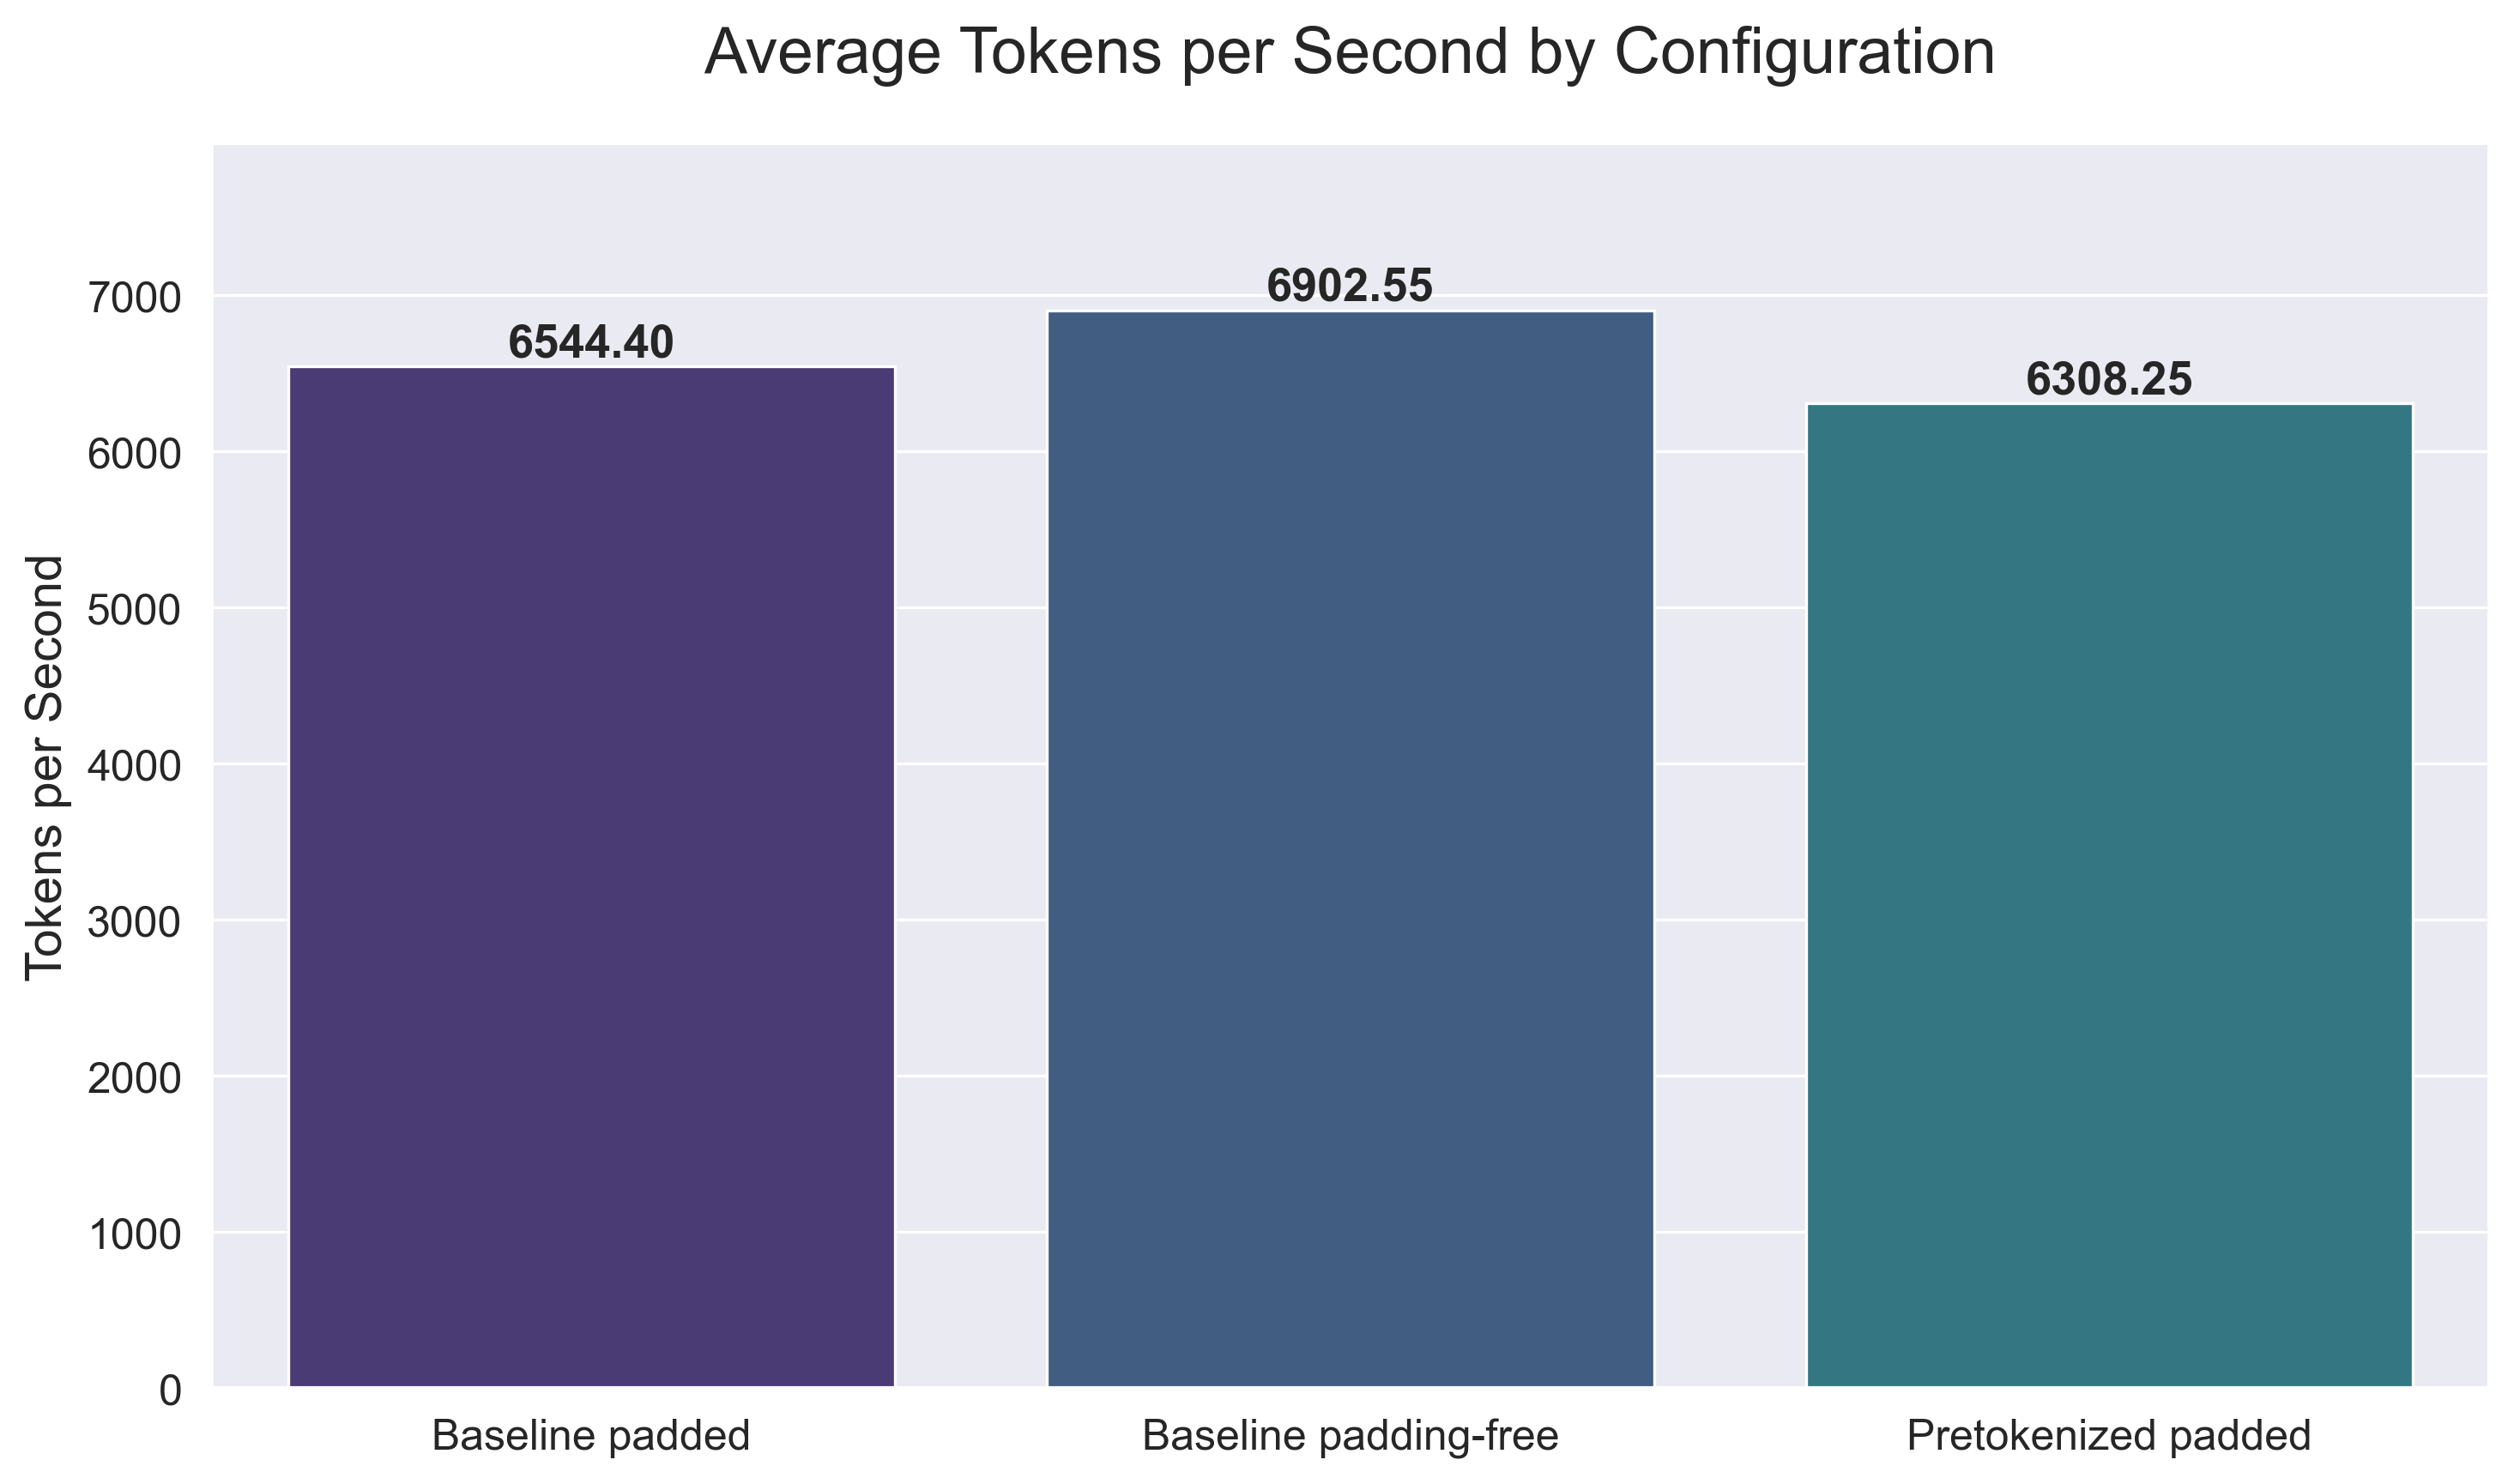 Average Tokens per Second by Configuration
Tokens per Second
7000
6000
5000
4000
3000
2000
1000
0
6544.40
6902.55
6308.25
Baseline padded
Baseline padding-free
Pretokenized padded